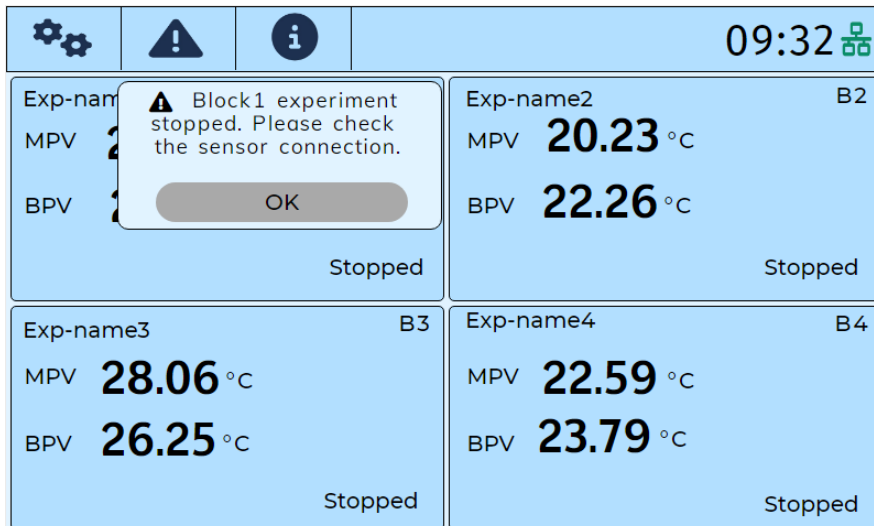 09:32
Block1 experiment
stopped. Please check
the sensor connection.
OK
MPV
BPV
Stopped
Exp-name2 B2
MPV 20.23 °C
BPV 22.26 °C
Stopped
Exp-name3 B3
MPV 28.06 °C
BPV 26.25 °C
Stopped
Exp-name4 B4
MPV 22.59 °C
BPV 23.79 °C
Stopped